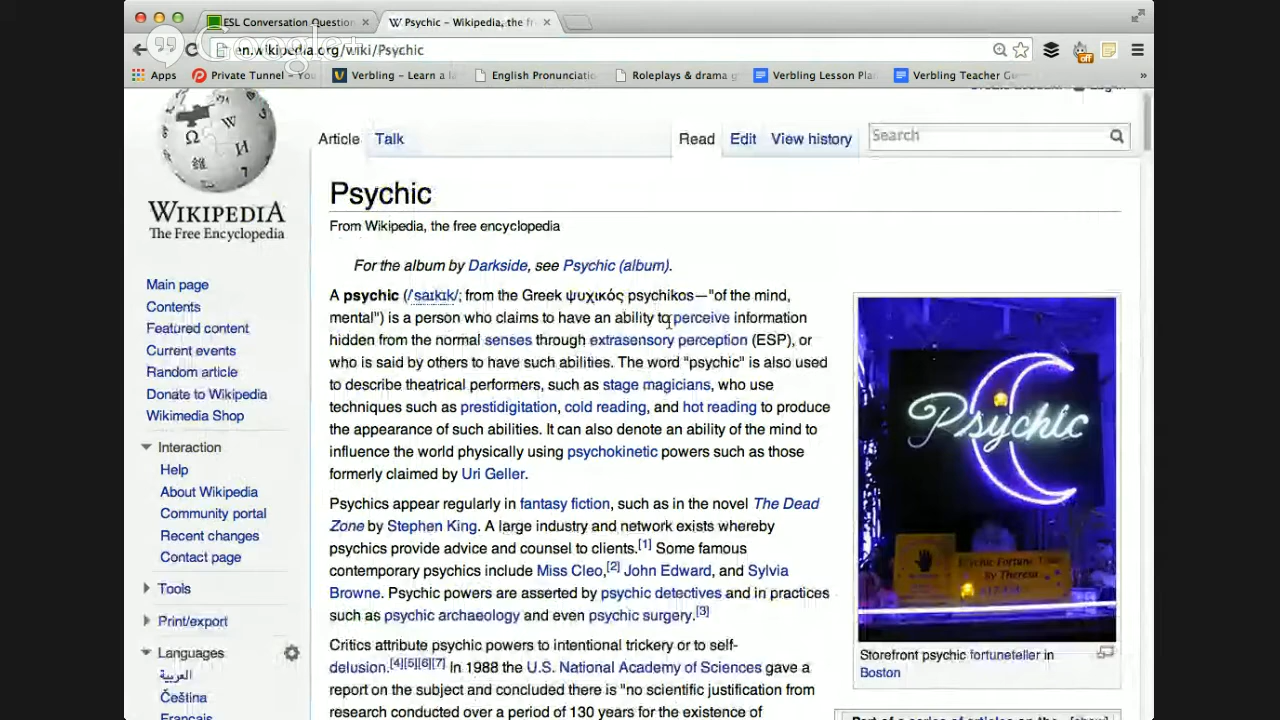 ESL Conversation Question
Psychic – Wikipedia, the fr
Google+
en.wikipedia.org/wiki/Psychic
Apps
Private Tunnel – You
Verbling – Learn a la
English Pronunciatio
Roleplays & drama g
Verbling Lesson Plan
Verbling Teacher Gu
»
off
Article
Talk
Read
Edit
View history
Search
WIKIPEDIA
The Free Encyclopedia
Main page
Contents
Featured content
Current events
Random article
Donate to Wikipedia
Wikimedia Shop
Interaction
Help
About Wikipedia
Community portal
Recent changes
Contact page
Tools
Print/export
Languages
العربية
Čeština
Français
Psychic
From Wikipedia, the free encyclopedia
For the album by Darkside, see Psychic (album).
A psychic (/ˈsaɪkɪk/; from the Greek ψυχικός psychikos—"of the mind,
mental") is a person who claims to have an ability to perceive information
hidden from the normal senses through extrasensory perception (ESP), or
who is said by others to have such abilities. The word "psychic" is also used
to describe theatrical performers, such as stage magicians, who use
techniques such as prestidigitation, cold reading, and hot reading to produce
the appearance of such abilities. It can also denote an ability of the mind to
influence the world physically using psychokinetic powers such as those
formerly claimed by Uri Geller.
Psychics appear regularly in fantasy fiction, such as in the novel The Dead
Zone by Stephen King. A large industry and network exists whereby
psychics provide advice and counsel to clients.[1] Some famous
contemporary psychics include Miss Cleo,[2] John Edward, and Sylvia
Browne. Psychic powers are asserted by psychic detectives and in practices
such as psychic archaeology and even psychic surgery.[3]
Critics attribute psychic powers to intentional trickery or to self-
delusion.[4][5][6][7] In 1988 the U.S. National Academy of Sciences gave a
report on the subject and concluded there is "no scientific justification from
research conducted over a period of 130 years for the existence of
Psychic
By Theresa
Storefront psychic fortuneteller in
Boston
Part of a series of articles on the [show]